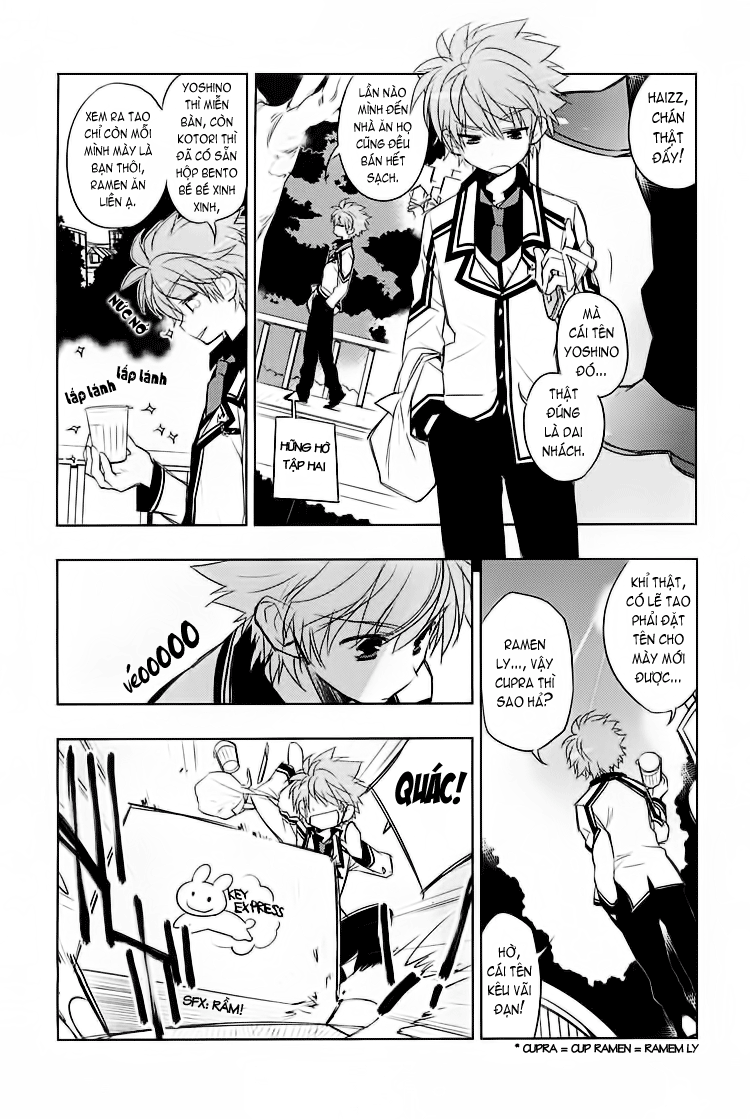 HAIZZ,
CHÁN
THẬT
ĐẤY!
LẦN NÀO
MÌNH ĐẾN
NHÀ ĂN HỌ
CŨNG ĐỀU
BÁN HẾT
SẠCH.
MÀ
CÁI TÊN
YOSHINO
ĐÓ...
THẬT
ĐÚNG
LÀ DAI
NHÁCH.
HỮNG HỜ
TẬP HAI
YOSHINO
THÌ MIỄN
BÀN, CÒN
KOTORI THÌ
ĐÃ CÓ SẴN
HỘP BENTO
BÉ BÉ XINH
XINH,
XEM RA TAO
CHỈ CÒN MỖI
MÌNH MÀY LÀ
BẠN THÔI,
RAMEN ĂN
LIỀN Ạ.
NỨC NỞ
lấp lánh
lấp lánh
KHỈ THẬT,
CÓ LẼ TAO
PHẢI ĐẶT
TÊN CHO
MÀY MỚI
ĐƯỢC...
RAMEN
LY..., VẬY
CUPRA THÌ
SAO HẢ?
HỜ,
CÁI TÊN
KÊU VÃI
ĐẠN!
véOOOOO
QUÁC!
KEY
EXPRESS
SFX: RẦM!
* CUPRA = CUP RAMEN = RAMEM LY